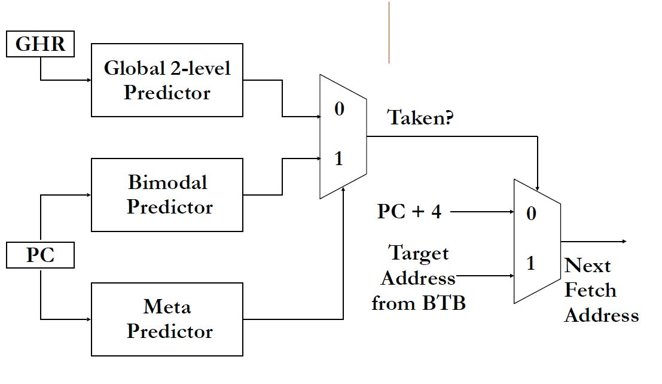 GHR
Global 2-level
Predictor
0
1
Taken?
Bimodal
Predictor
PC
Meta
Predictor
PC + 4
0
Target
Address
from BTB
1
Next
Fetch
Address